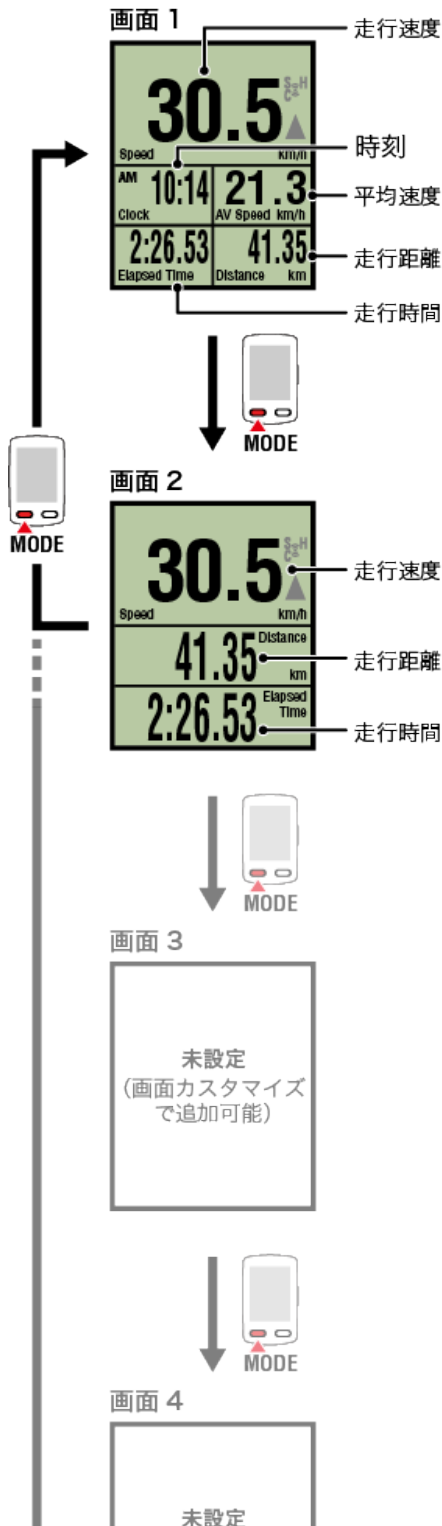 画面 1
走行速度
S H
C
30.5
Speed
km/h
時刻
AM
10:14
Clock
21.3
AV Speed km/h
平均速度
2:26.53
Elapsed Time
41.35
Distance
km
走行距離
走行時間
MODE
MODE
画面 2
S H
C
30.5
Speed
km/h
走行速度
41.35
Distance
km
走行距離
2:26.53
Elapsed
Time
走行時間
MODE
画面 3
未設定
(画面カスタマイズ
で追加可能)
MODE
画面 4
未設定